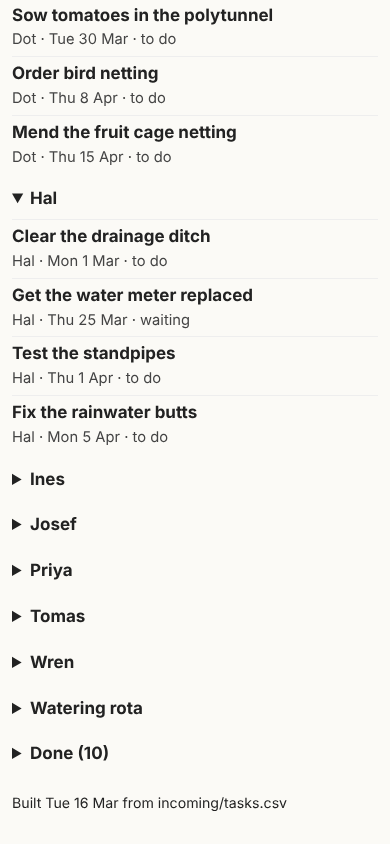 Sow tomatoes in the polytunnel
Dot · Tue 30 Mar · to do
Order bird netting
Dot · Thu 8 Apr · to do
Mend the fruit cage netting
Dot · Thu 15 Apr · to do
Hal
Clear the drainage ditch
Hal · Mon 1 Mar · to do
Get the water meter replaced
Hal · Thu 25 Mar · waiting
Test the standpipes
Hal · Thu 1 Apr · to do
Fix the rainwater butts
Hal · Mon 5 Apr · to do
Ines
Josef
Priya
Tomas
Wren
Watering rota
Done (10)
Built Tue 16 Mar from incoming/tasks.csv